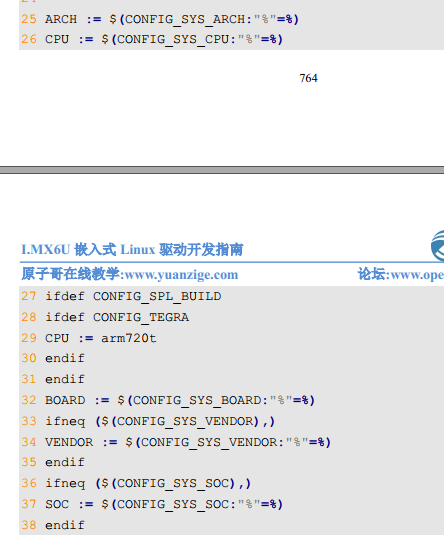 25 ARCH := $(CONFIG_SYS_ARCH:"%"=%)
26 CPU := $(CONFIG_SYS_CPU:"%"=%)
764
I.MX6U 嵌入式 Linux 驱动开发指南
原子哥在线教学:www.yuanzige.com 论坛:www.ope
27 ifdef CONFIG_SPL_BUILD
28 ifdef CONFIG_TEGRA
29 CPU := arm720t
30 endif
31 endif
32 BOARD := $(CONFIG_SYS_BOARD:"%"=%)
33 ifneq ($(CONFIG_SYS_VENDOR),)
34 VENDOR := $(CONFIG_SYS_VENDOR:"%"=%)
35 endif
36 ifneq ($(CONFIG_SYS_SOC),)
37 SOC := $(CONFIG_SYS_SOC:"%"=%)
38 endif